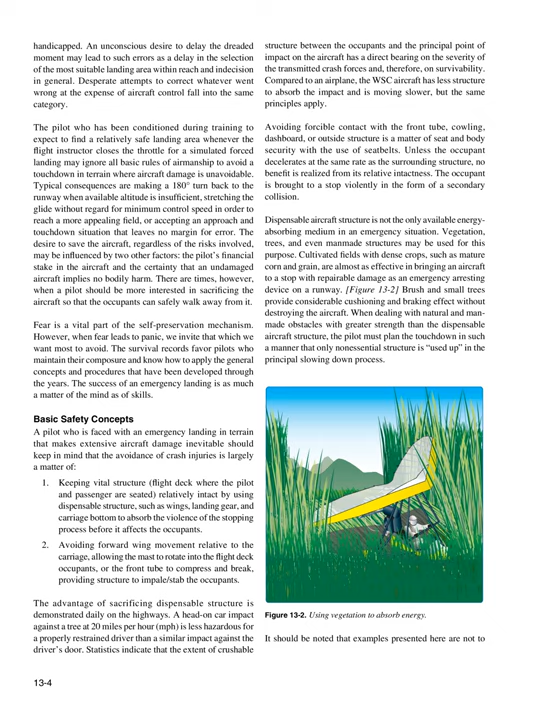 handicapped. An unconscious desire to delay the dreaded
moment may lead to such errors as a delay in the selection
of the most suitable landing area within reach and indecision
in general. Desperate attempts to correct whatever went
wrong at the expense of aircraft control fall into the same
category.
The pilot who has been conditioned during training to
expect to find a relatively safe landing area whenever the
flight instructor closes the throttle for a simulated forced
landing may ignore all basic rules of airmanship to avoid a
touchdown in terrain where aircraft damage is unavoidable.
Typical consequences are making a 180° turn back to the
runway when available altitude is insufficient, stretching the
glide without regard for minimum control speed in order to
reach a more appealing field, or accepting an approach and
touchdown situation that leaves no margin for error. The
desire to save the aircraft, regardless of the risks involved,
may be influenced by two other factors: the pilot's financial
stake in the aircraft and the certainty that an undamaged
aircraft implies no bodily harm. There are times, however,
when a pilot should be more interested in sacrificing the
aircraft so that the occupants can safely walk away from it.
Fear is a vital part of the self-preservation mechanism.
However, when fear leads to panic, we invite that which we
want most to avoid. The survival records favor pilots who
maintain their composure and know how to apply the general
concepts and procedures that have been developed through
the years. The success of an emergency landing is as much
a matter of the mind as of skills.
Basic Safety Concepts
A pilot who is faced with an emergency landing in terrain
that makes extensive aircraft damage inevitable should
keep in mind that the avoidance of crash injuries is largely
a matter of:
1. Keeping vital structure (flight deck where the pilot
and passenger are seated) relatively intact by using
dispensable structure, such as wings, landing gear, and
carriage bottom to absorb the violence of the stopping
process before it affects the occupants.
2. Avoiding forward wing movement relative to the
carriage, allowing the mast to rotate into the flight deck
occupants, or the front tube to compress and break,
providing structure to impale/stab the occupants.
The advantage of sacrificing dispensable structure is
demonstrated daily on the highways. A head-on car impact
against a tree at 20 miles per hour (mph) is less hazardous for
a properly restrained driver than a similar impact against the
driver's door. Statistics indicate that the extent of crushable
structure between the occupants and the principal point of
impact on the aircraft has a direct bearing on the severity of
the transmitted crash forces and, therefore, on survivability.
Compared to an airplane, the WSC aircraft has less structure
to absorb the impact and is moving slower, but the same
principles apply.
Avoiding forcible contact with the front tube, cowling,
dashboard, or outside structure is a matter of seat and body
security with the use of seatbelts. Unless the occupant
decelerates at the same rate as the surrounding structure, no
benefit is realized from its relative intactness. The occupant
is brought to a stop violently in the form of a secondary
collision.
Dispensable aircraft structure is not the only available energy-
absorbing medium in an emergency situation. Vegetation,
trees, and even manmade structures may be used for this
purpose. Cultivated fields with dense crops, such as mature
corn and grain, are almost as effective in bringing an aircraft
to a stop with repairable damage as an emergency arresting
device on a runway. [Figure 13-2] Brush and small trees
provide considerable cushioning and braking effect without
destroying the aircraft. When dealing with natural and man-
made obstacles with greater strength than the dispensable
aircraft structure, the pilot must plan the touchdown in such
a manner that only nonessential structure is “used up” in the
principal slowing down process.
Figure 13-2. Using vegetation to absorb energy.
It should be noted that examples presented here are not to
13-4